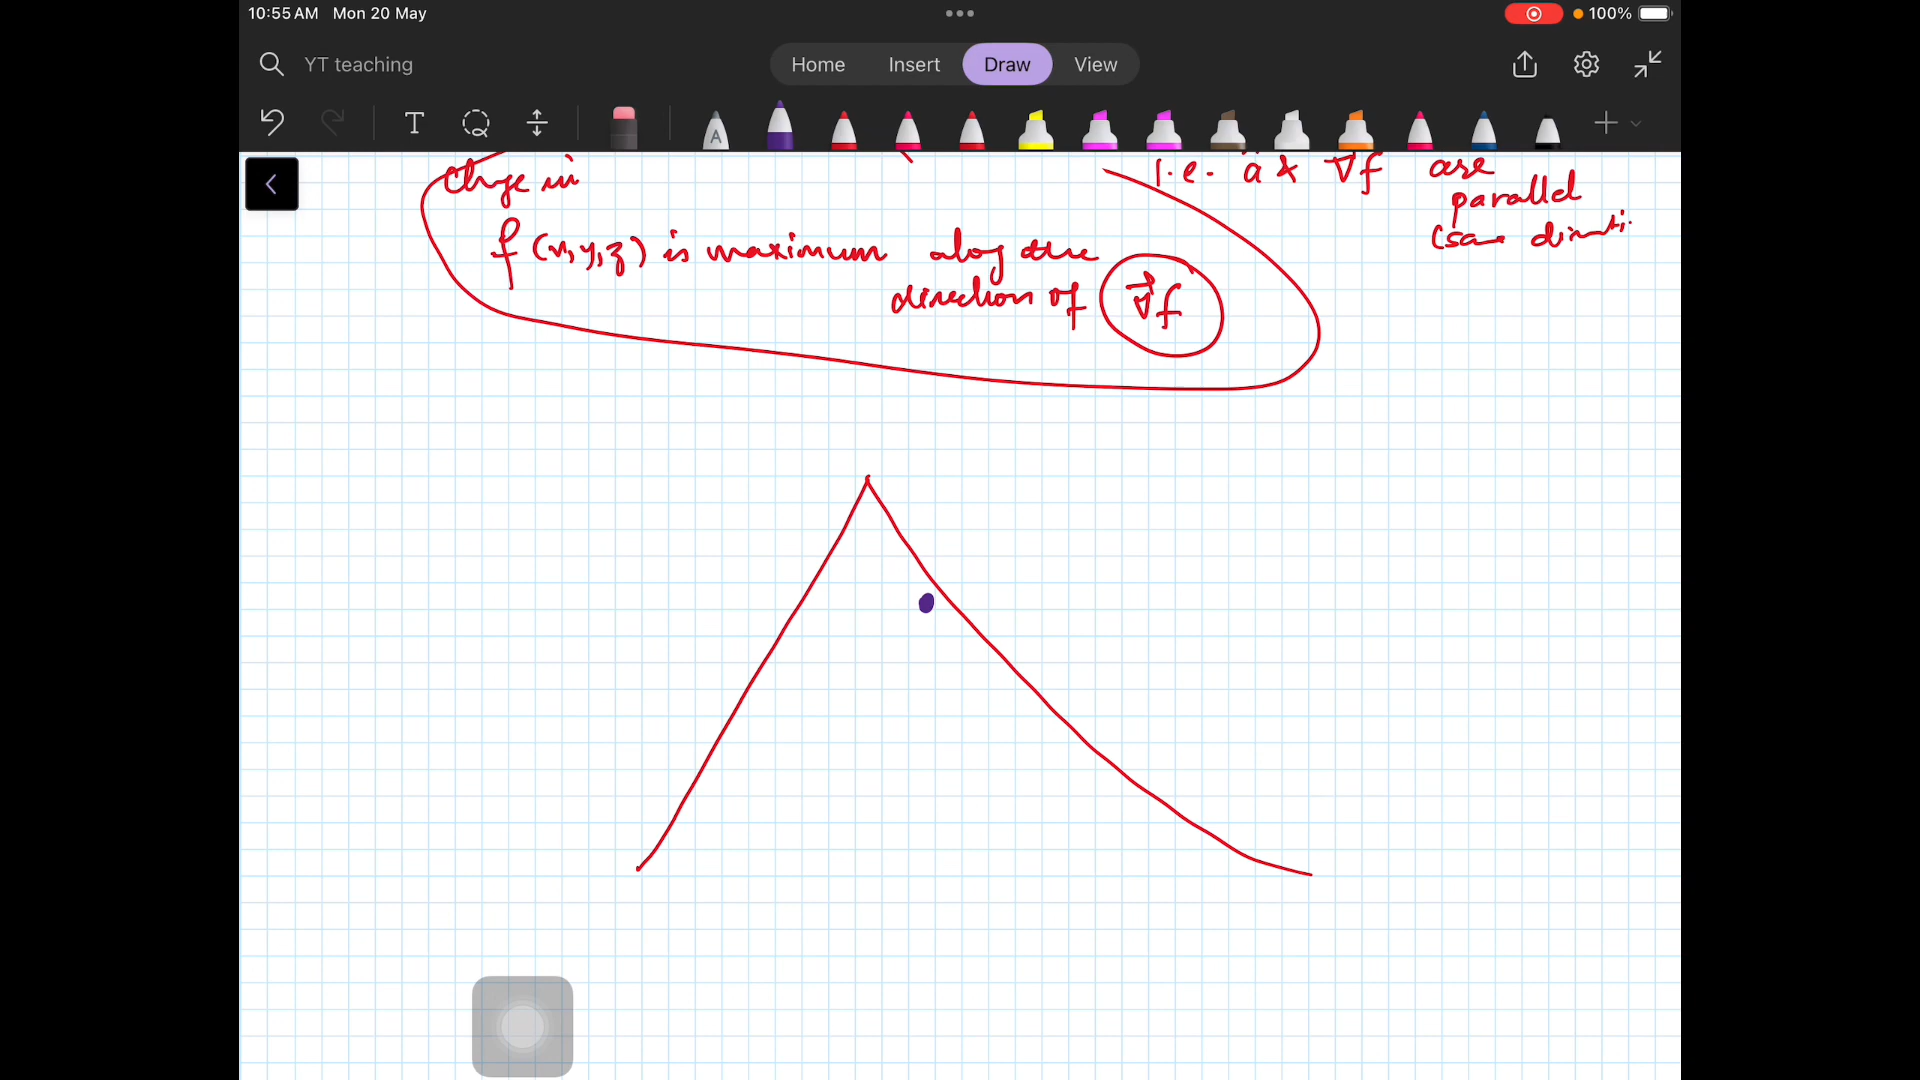 10:55 AM Mon 20 May
100%
YT teaching
Home Insert Draw View
T
A
i.e. a & ∇f are
parallel
(same
f(x,y,z) is maximum along the
direction of ∇f